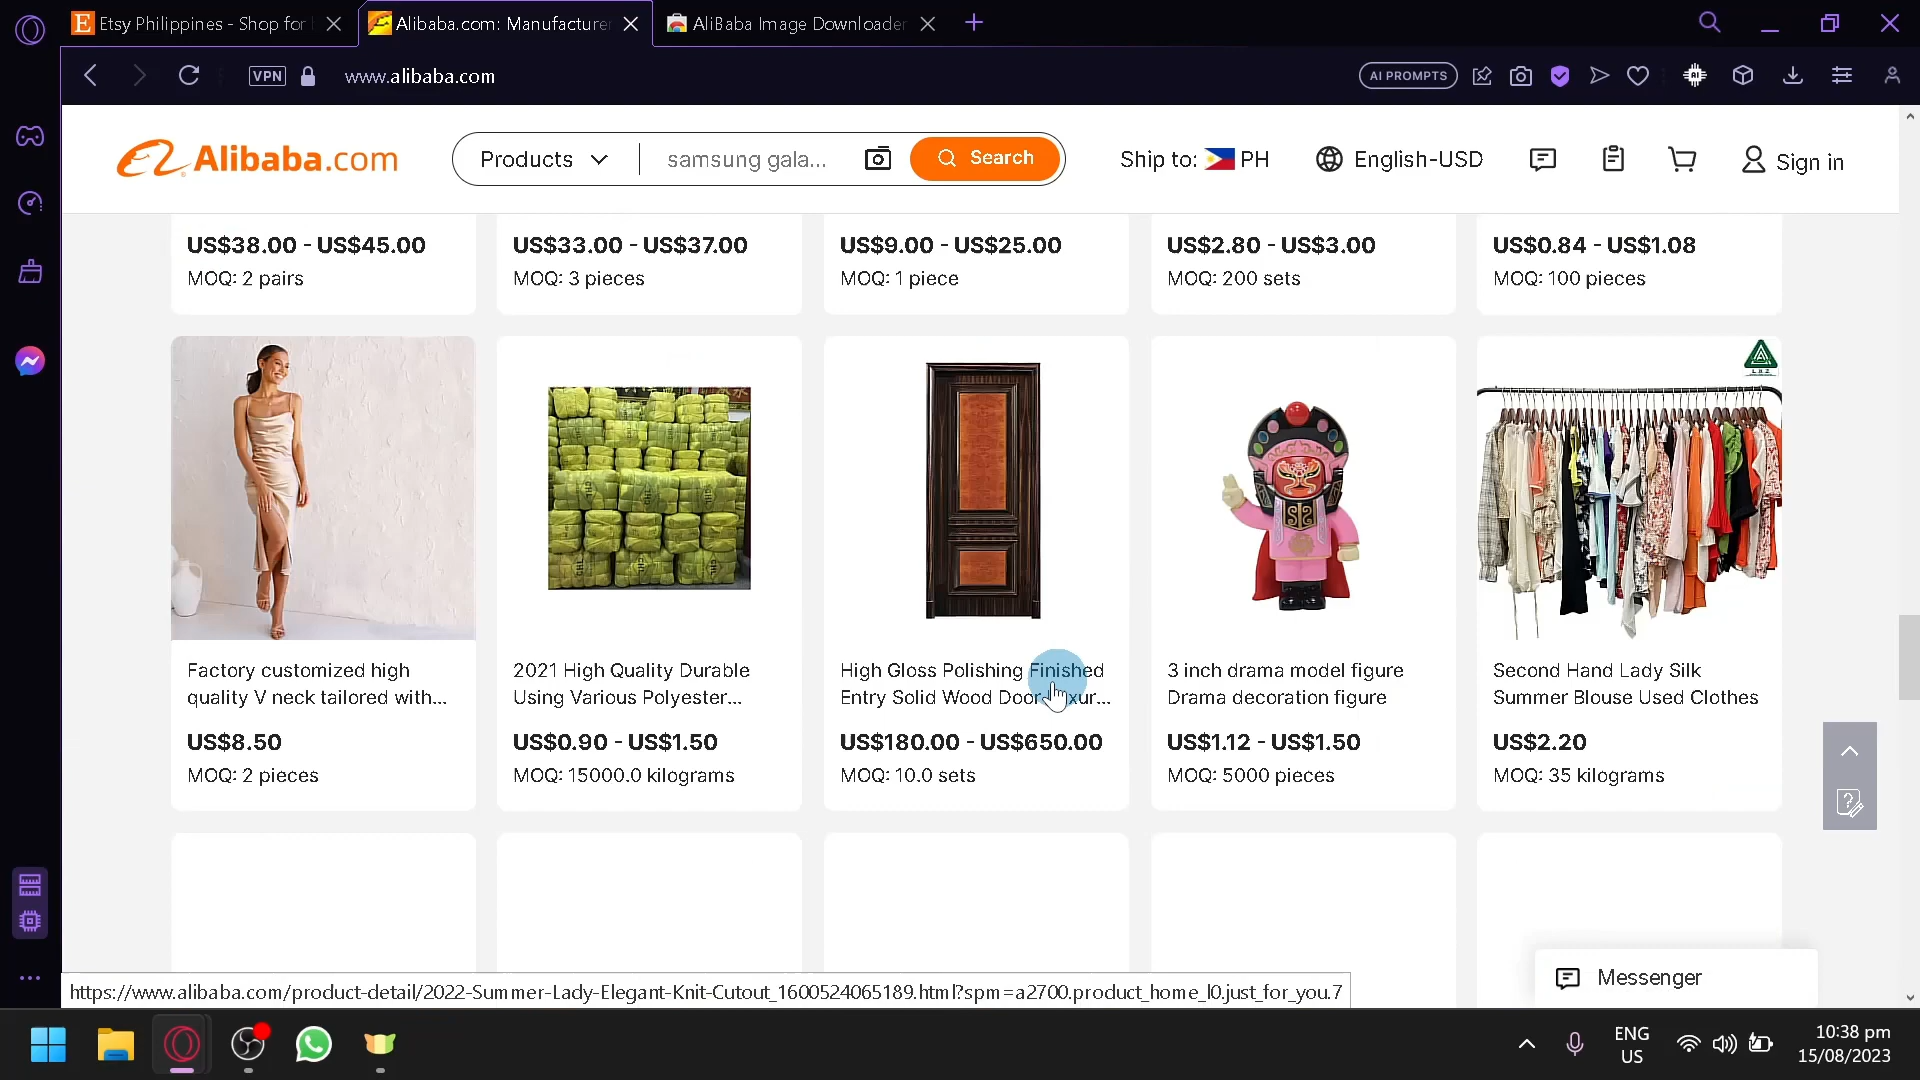 Etsy Philippines - Shop for
Alibaba.com: Manufacturer
AliBaba Image Downloader
VPN
www.alibaba.com
AI PROMPTS
Alibaba.com
Products
samsung gala...
Search
Ship to: PH
English-USD
Sign in
US$38.00 - US$45.00
MOQ: 2 pairs
US$33.00 - US$37.00
MOQ: 3 pieces
US$9.00 - US$25.00
MOQ: 1 piece
US$2.80 - US$3.00
MOQ: 200 sets
US$0.84 - US$1.08
MOQ: 100 pieces
Factory customized high
quality V neck tailored with...
US$8.50
MOQ: 2 pieces
2021 High Quality Durable
Using Various Polyester...
US$0.90 - US$1.50
MOQ: 15000.0 kilograms
High Gloss Polishing Finished
Entry Solid Wood Door
US$180.00 - US$650.00
MOQ: 10.0 sets
3 inch drama model figure
Drama decoration figure
US$1.12 - US$1.50
MOQ: 5000 pieces
Second Hand Lady Silk
Summer Blouse Used Clothes
US$2.20
MOQ: 35 kilograms
Messenger
https://www.alibaba.com/product-detail/2022-Summer-Lady-Elegant-Knit-Cutout_1600524065189.html?spm=a2700.product_home_l0.just_for_you.7
ENG
US
10:38 pm
15/08/2023